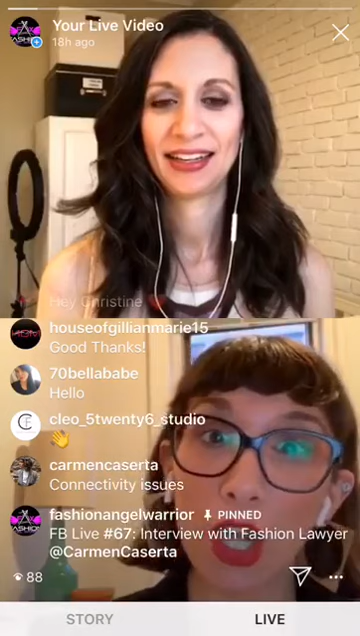 Your Live Video
18h ago
Hey Christine
houseofgillianmarie15
Good Thanks!
70bellababe
Hello
cleo_5twenty6_studio
👋
carmencaserta
Connectivity issues
fashionangelwarrior PINNED
FB Live #67: Interview with Fashion Lawyer
@CarmenCaserta
88
STORY LIVE